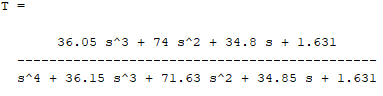 T =
36.05 s^3 + 74 s^2 + 34.8 s + 1.631
---------------------------------------------
s^4 + 36.15 s^3 + 71.63 s^2 + 34.85 s + 1.631